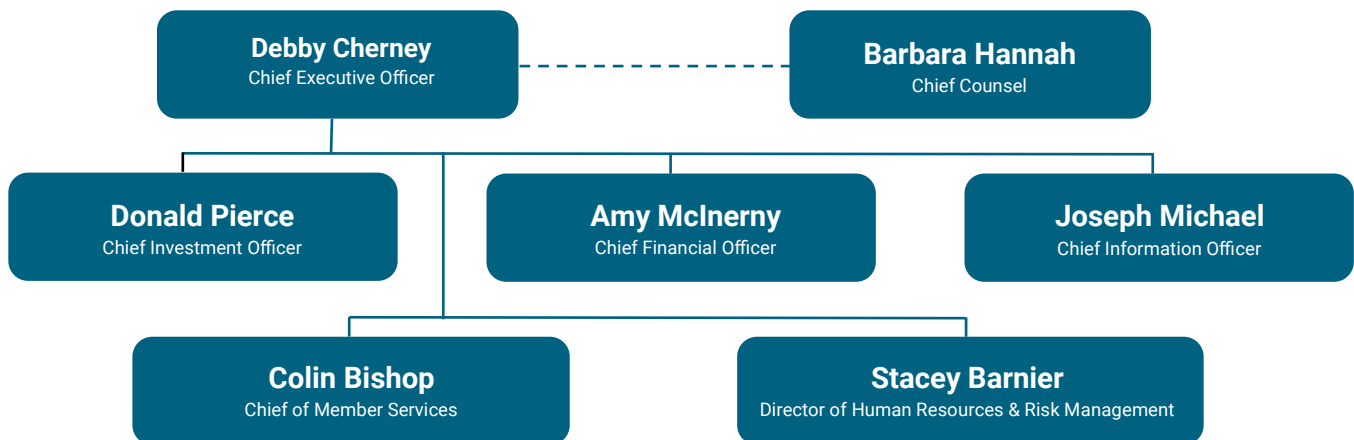 Debby Cherney
Chief Executive Officer
Barbara Hannah
Chief Counsel
Donald Pierce
Chief Investment Officer
Amy McInerny
Chief Financial Officer
Joseph Michael
Chief Information Officer
Colin Bishop
Chief of Member Services
Stacey Barnier
Director of Human Resources & Risk Management